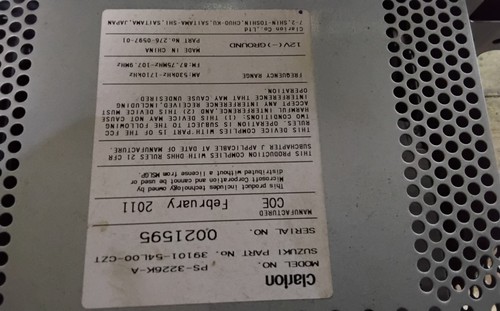 Clarion
MODEL NO. PS-3226K-A
SUZUKI PART No. 39101-54L00-CZT
SERIAL NO. 0021595
MANUFACTURED
COE February 2011
This product includes technology owned by
Microsoft Corporation and cannot be used or
distributed without a license from MSLGP.
THIS PRODUCTION COMPLIES WITH DHHS RULES 21 CFR
SUBCHAPTER J APPLICABLE AT DATE OF MANUFACTURE
THIS DEVICE COMPLIES WITH PART 15 OF THE FCC
RULES. OPERATION IS SUBJECT TO THE FOLLOWING
TWO CONDITIONS: (1) THIS DEVICE MAY NOT CAUSE
HARMFUL INTERFERENCE, AND (2) THIS DEVICE MUST
ACCEPT ANY INTERFERENCE RECEIVED, INCLUDING
INTERFERENCE THAT MAY CAUSE UNDESIRED
OPERATION.
FREQUENCY RANGE
AM:530kHz-1710kHz
FM:87.75MHz-107.9MHz
MADE IN CHINA
PART No. 276-0597-01
12V(-)GROUND
Clarion Co.,Ltd
7-2,SHIN-TOSHIN,CHUO-KU,SAITAMA-SHI,SAITAMA,JAPAN